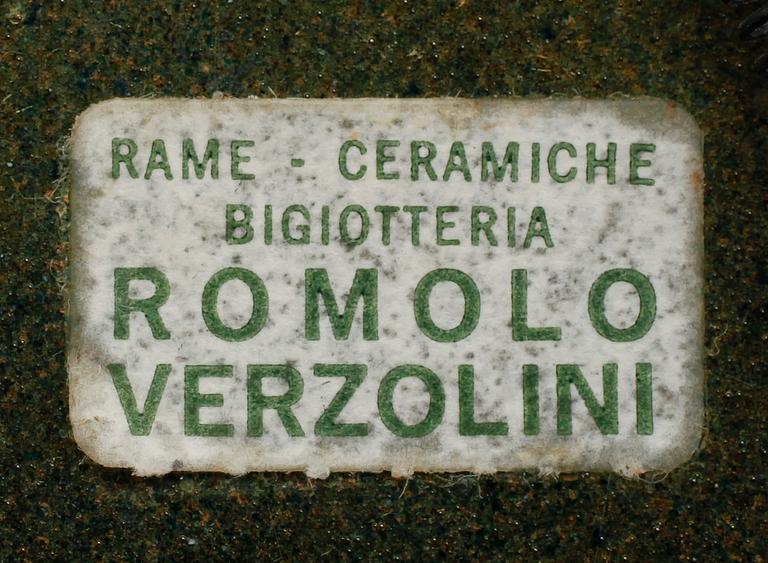 RAME - CERAMICHE
BIGIOTTERIA
ROMOLO
VERZOLINI